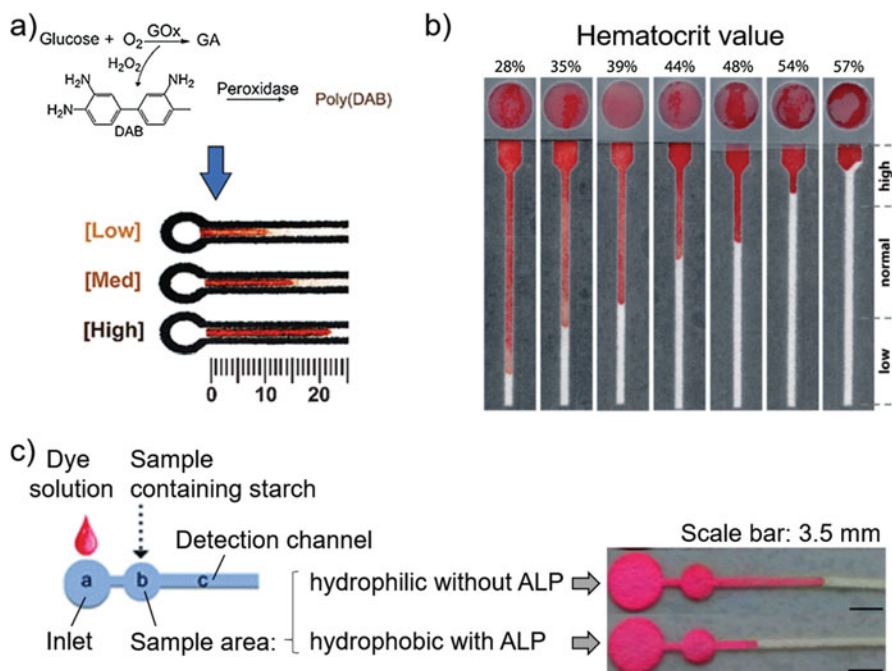 a)
Glucose + O₂ GOx GA
H₂O₂
H₂N
NH₂
H₂N
DAB
Peroxidase
Poly(DAB)
[Low]
[Med]
[High]
0 10 20
b)
Hematocrit value
28% 35% 39% 44% 48% 54% 57%
high
normal
low
c)
Dye solution
Sample containing starch
Detection channel
a b c
Inlet
Sample area:
hydrophilic without ALP
hydrophobic with ALP
Scale bar: 3.5 mm